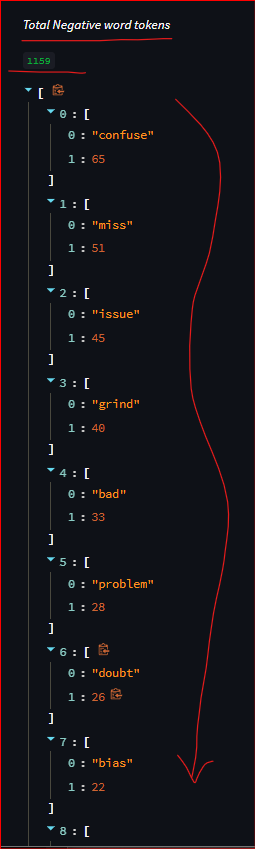 Total Negative word tokens
1159
[
0 : [
0 : "confuse"
1 : 65
]
1 : [
0 : "miss"
1 : 51
]
2 : [
0 : "issue"
1 : 45
]
3 : [
0 : "grind"
1 : 40
]
4 : [
0 : "bad"
1 : 33
]
5 : [
0 : "problem"
1 : 28
]
6 : [
0 : "doubt"
1 : 26
]
7 : [
0 : "bias"
1 : 22
]
8 : [